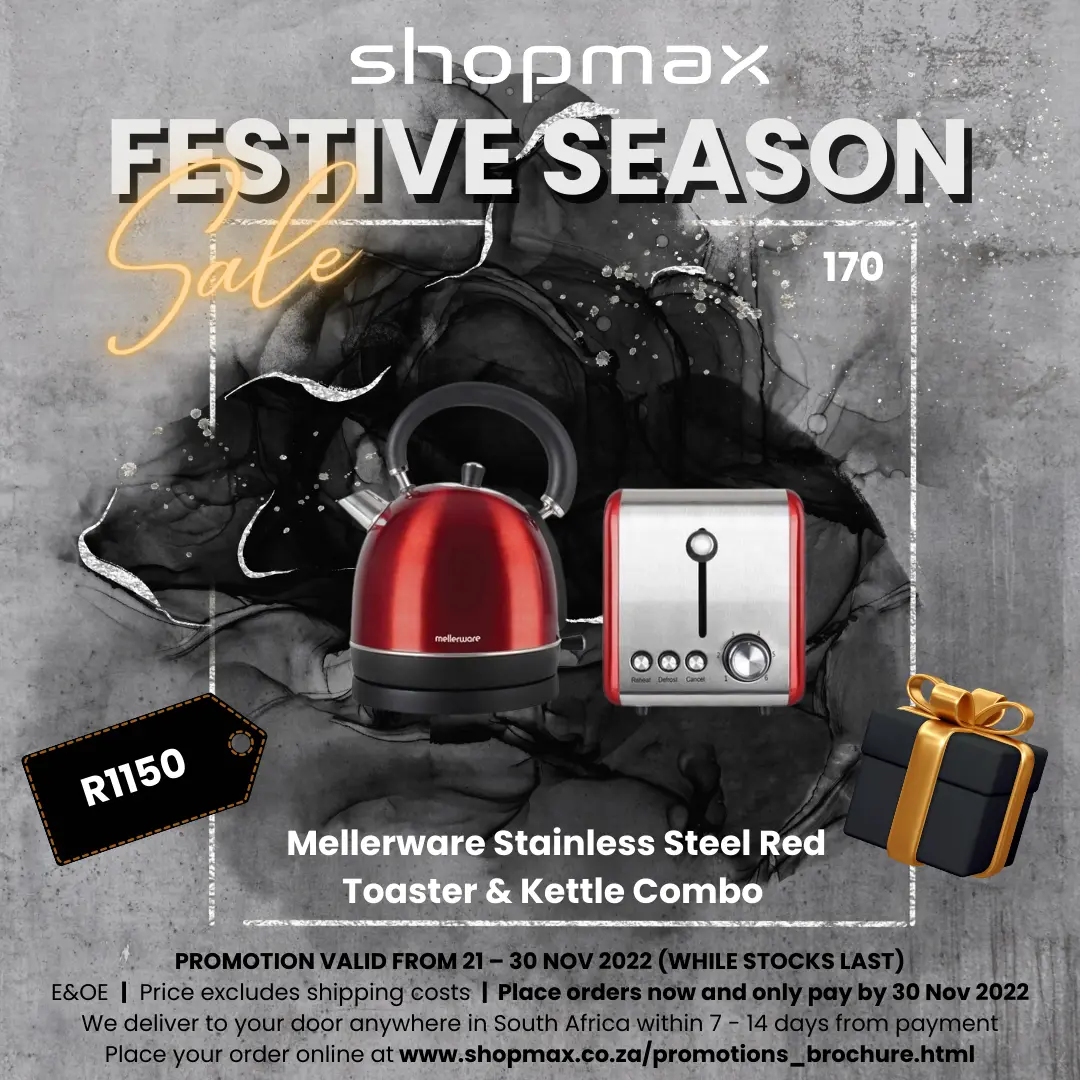 shopmax
FESTIVE SEASON
Sale
170
mellerware
Reheat Defrost Cancel
1 6
R1150
Mellerware Stainless Steel Red
Toaster & Kettle Combo
PROMOTION VALID FROM 21 – 30 NOV 2022 (WHILE STOCKS LAST)
E&OE | Price excludes shipping costs | Place orders now and only pay by 30 Nov 2022
We deliver to your door anywhere in South Africa within 7 - 14 days from payment
Place your order online at www.shopmax.co.za/promotions_brochure.html